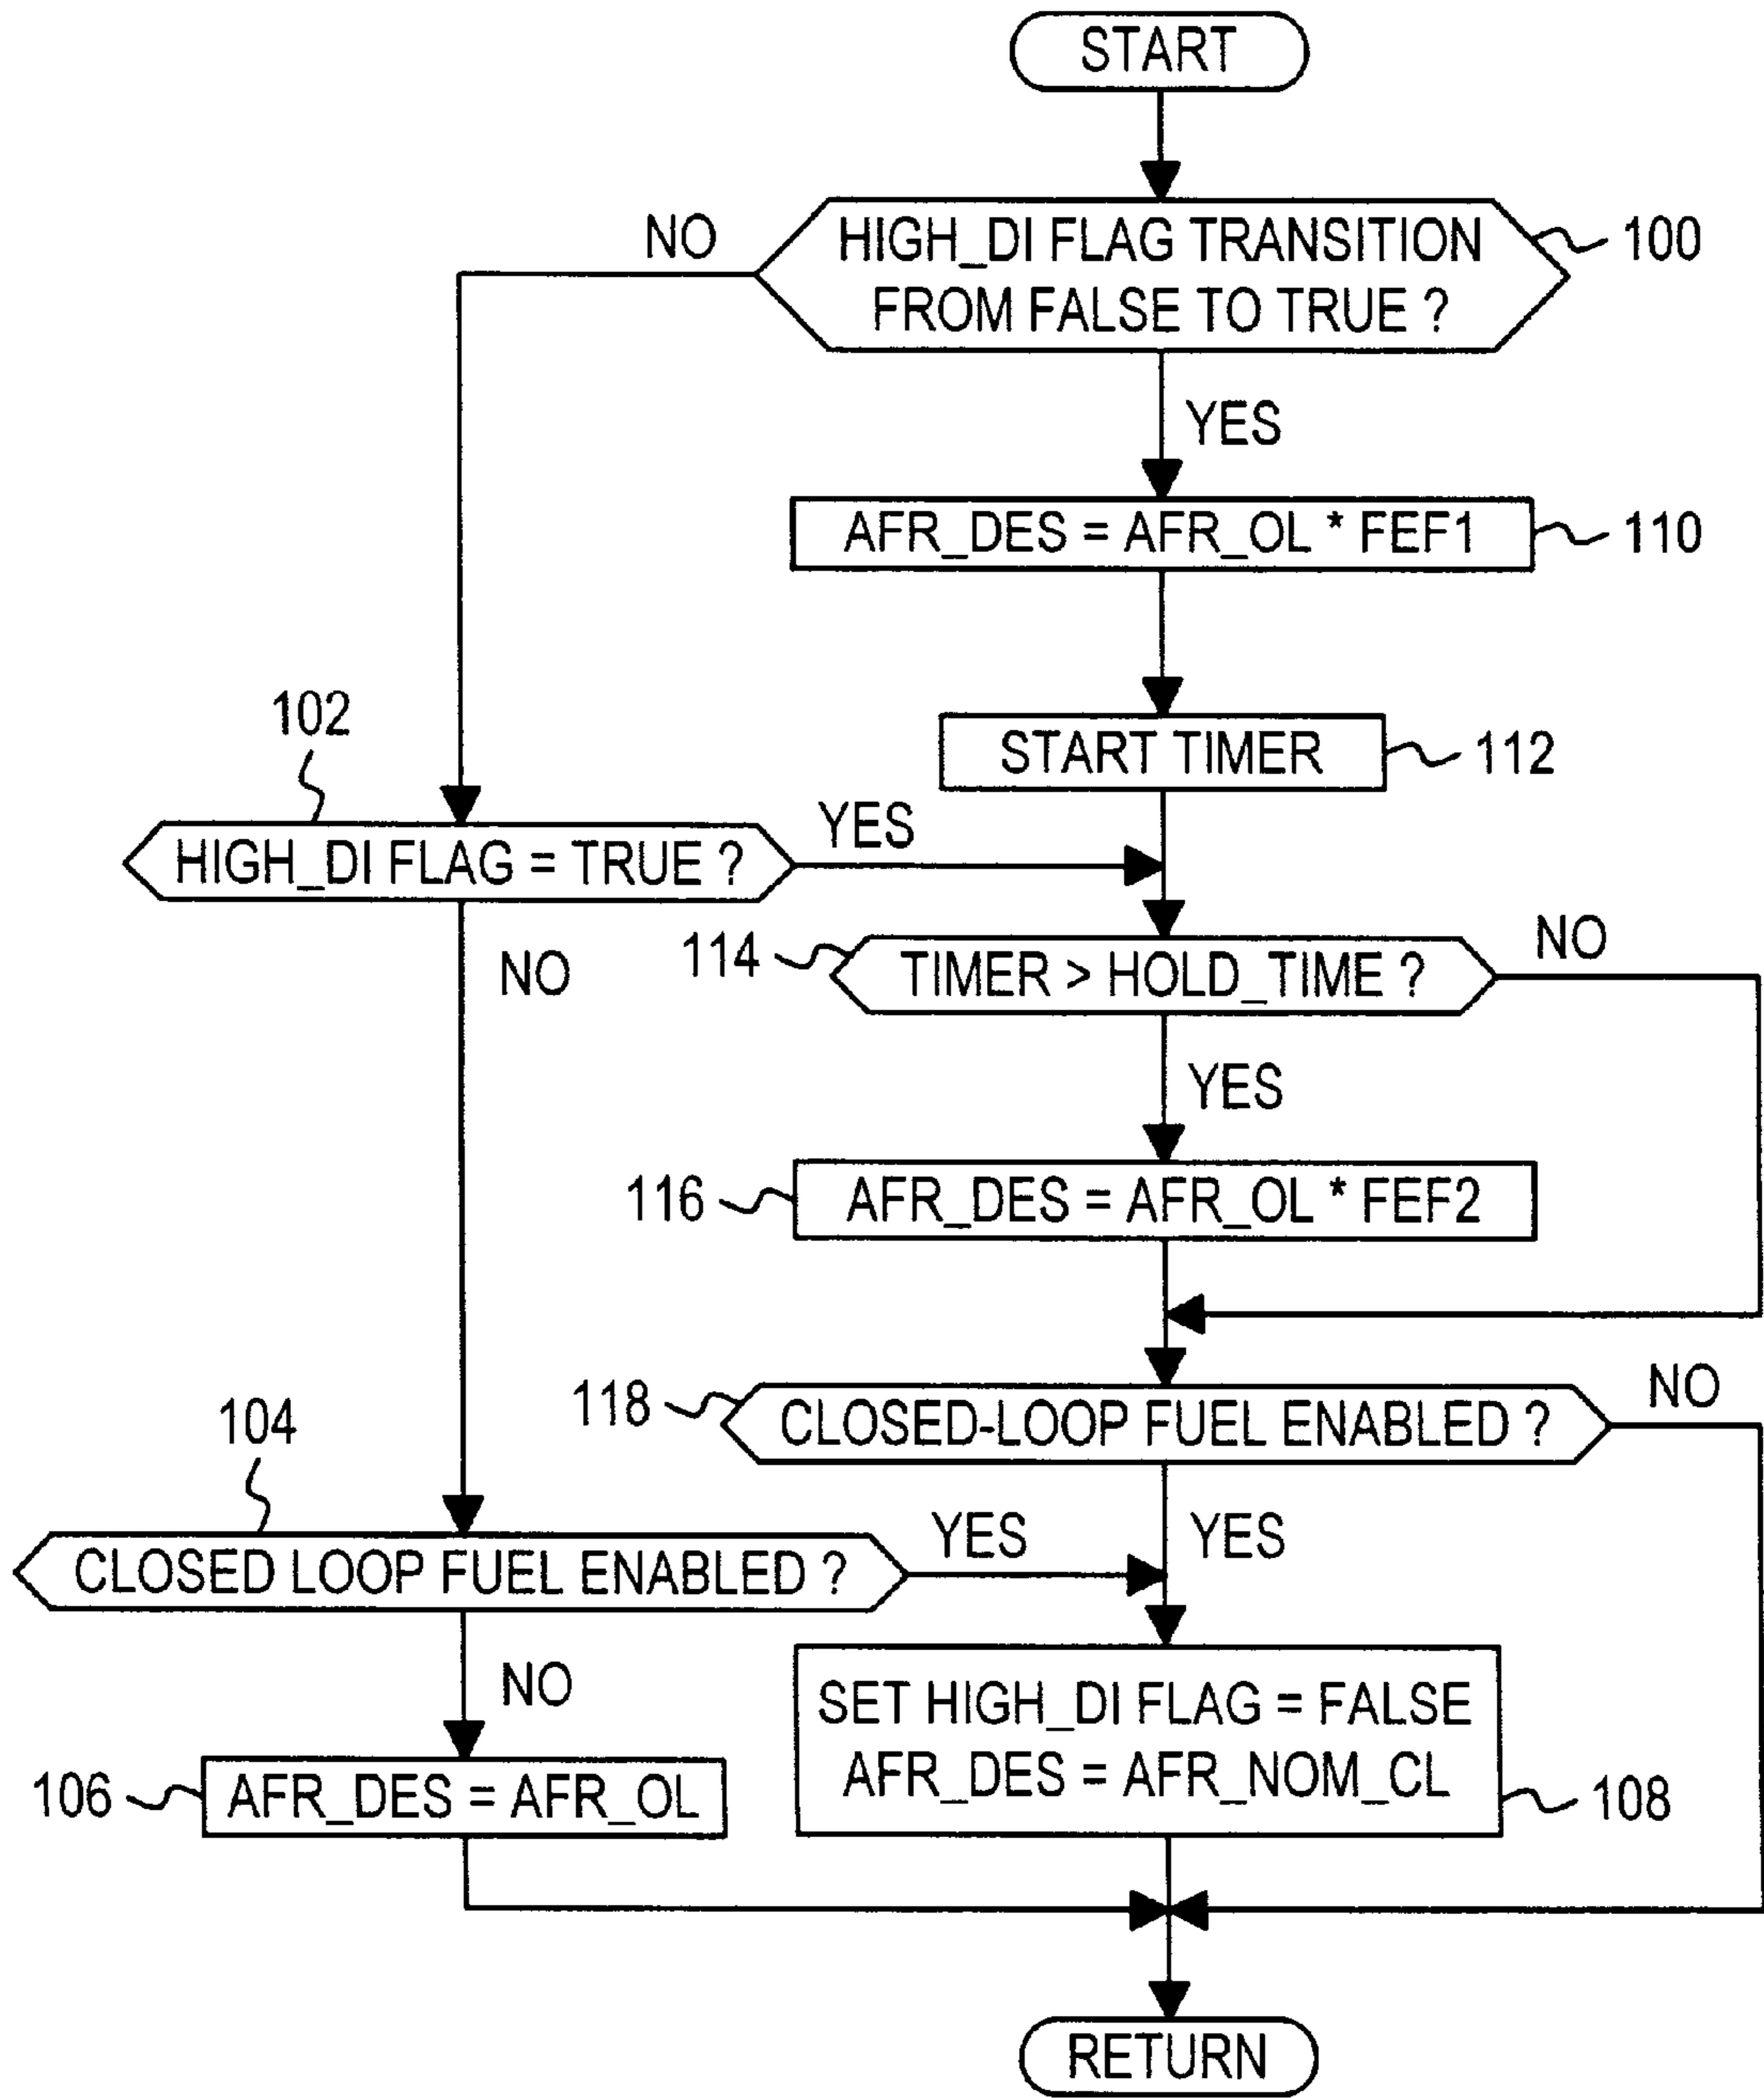 START
NO
HIGH_DI FLAG TRANSITION
FROM FALSE TO TRUE ?
100
YES
AFR_DES = AFR_OL * FEF1
110
102
START TIMER
112
HIGH_DI FLAG = TRUE ?
YES
NO
114
TIMER > HOLD_TIME ?
NO
YES
116
AFR_DES = AFR_OL * FEF2
118
CLOSED-LOOP FUEL ENABLED ?
NO
104
CLOSED LOOP FUEL ENABLED ?
YES
YES
NO
SET HIGH_DI FLAG = FALSE
AFR_DES = AFR_NOM_CL
108
106
AFR_DES = AFR_OL
RETURN